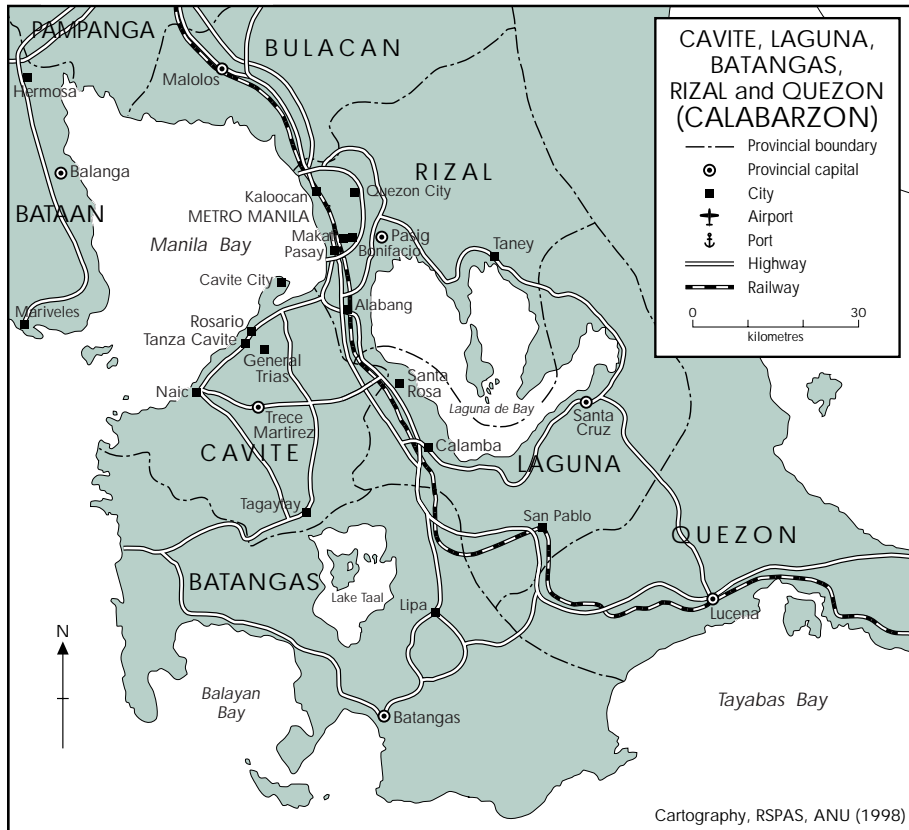 PAMPANGA
BULACAN
Malolos
Hermosa
Balanga
BATAAN
Mariveles
RIZAL
Kaloocan
Quezon City
METRO MANILA
Manila Bay
Makati
Pasig
Pasay
Bonifacio
Taney
Cavite City
Alabang
Rosario
Tanza Cavite
General
Trias
Naic
Santa
Rosa
Laguna de Bay
Trece
Martirez
Santa
Cruz
CAVITE
Calamba
LAGUNA
Tagaytay
San Pablo
QUEZON
BATANGAS
Lake Taal
Lipa
Lucena
Balayan
Bay
Batangas
Tayabas Bay
N
CAVITE, LAGUNA,
BATANGAS,
RIZAL and QUEZON
(CALABARZON)
Provincial boundary
Provincial capital
City
Airport
Port
Highway
Railway
0 30
kilometres
Cartography, RSPAS, ANU (1998)